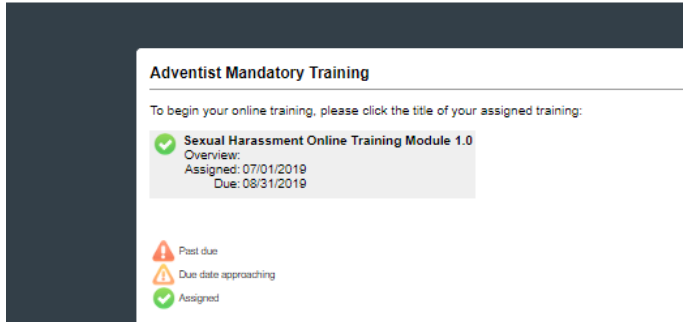 Adventist Mandatory Training
To begin your online training, please click the title of your assigned training:
Sexual Harassment Online Training Module 1.0
Overview:
Assigned: 07/01/2019
Due: 08/31/2019
Past due
Due date approaching
Assigned